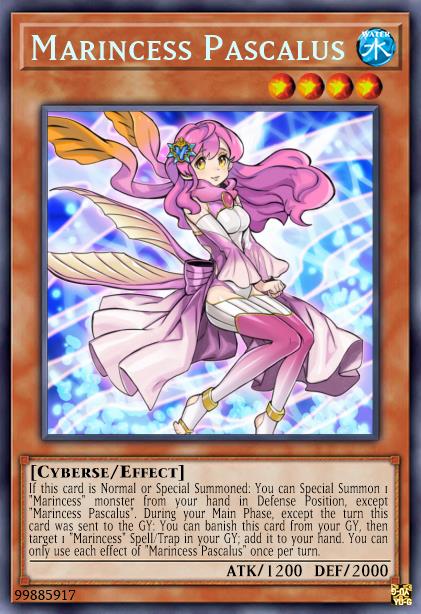 Marincess Pascalus
WATER
水
[Cyberse/Effect]
If this card is Normal or Special Summoned: You can Special Summon 1
"Marincess" monster from your hand in Defense Position, except
"Marincess Pascalus". During your Main Phase, except the turn this
card was sent to the GY: You can banish this card from your GY, then
target 1 "Marincess" Spell/Trap in your GY; add it to your hand. You can
only use each effect of "Marincess Pascalus" once per turn.
ATK/1200 DEF/2000
99885917